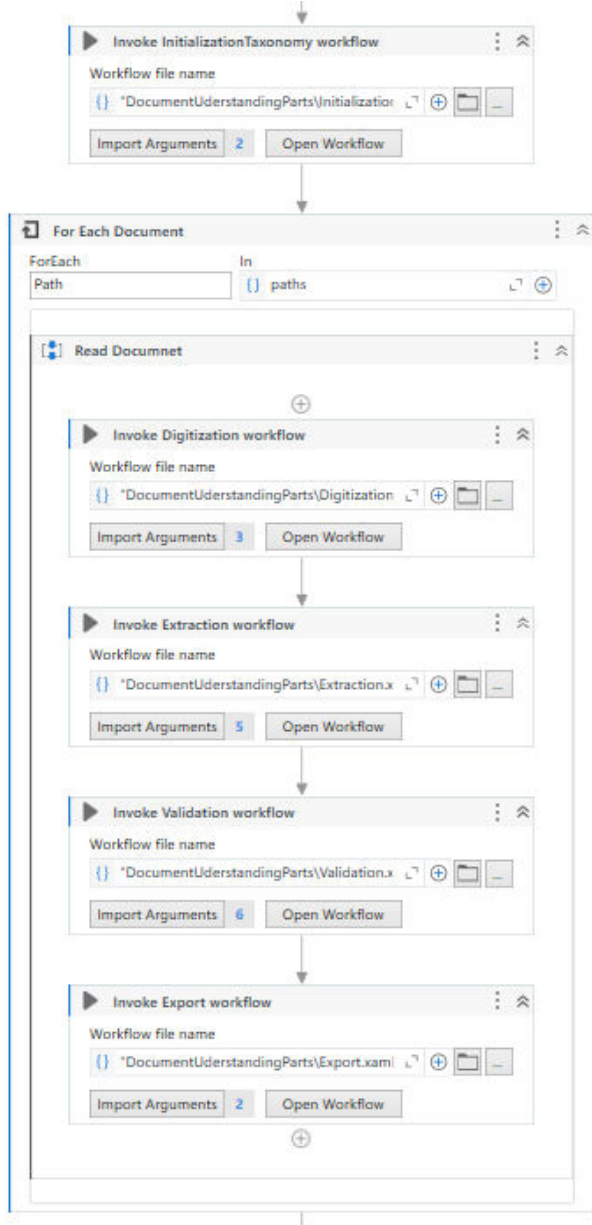 Invoke InitializationTaxonomy workflow
Workflow file name
"DocumentUderstandingParts\Initialization
Import Arguments 2 Open Workflow
For Each Document
ForEach In
Path paths
Read Documnet
Invoke Digitization workflow
Workflow file name
"DocumentUderstandingParts\Digitization
Import Arguments 3 Open Workflow
Invoke Extraction workflow
Workflow file name
"DocumentUderstandingParts\Extraction.x
Import Arguments 5 Open Workflow
Invoke Validation workflow
Workflow file name
"DocumentUderstandingParts\Validation.x
Import Arguments 6 Open Workflow
Invoke Export workflow
Workflow file name
"DocumentUderstandingParts\Export.xaml
Import Arguments 2 Open Workflow